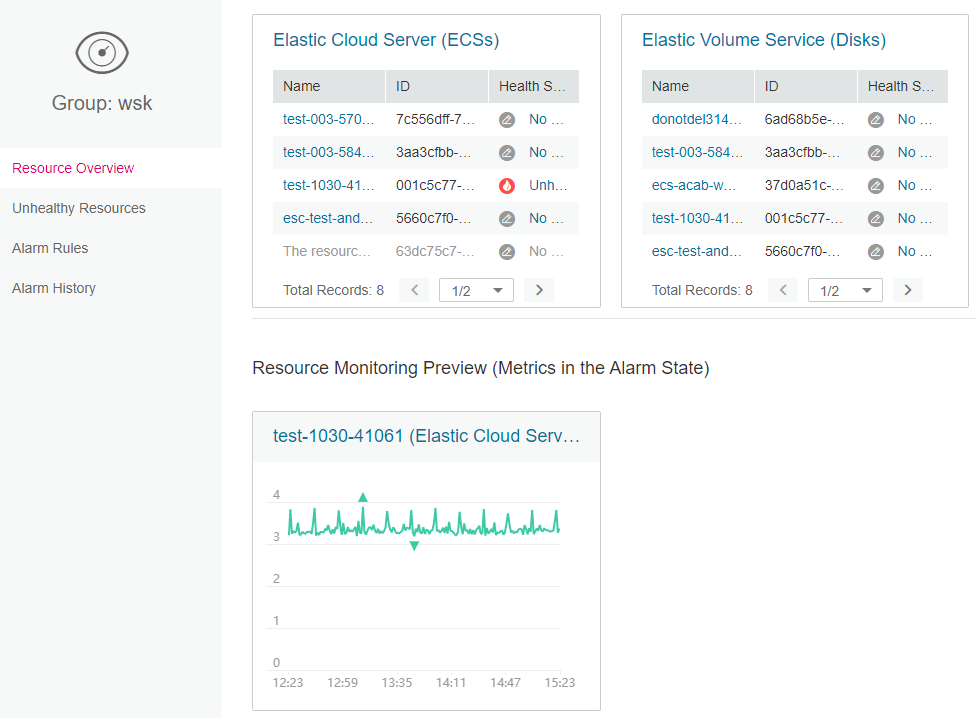 Group: wsk
Resource Overview
Unhealthy Resources
Alarm Rules
Alarm History
Elastic Cloud Server (ECSs)
Name ID Health S...
test-003-570... 7c556dff-7... No ...
test-003-584... 3aa3cfbb-... No ...
test-1030-41... 001c5c77-... Unh...
esc-test-and... 5660c7f0-... No ...
The resourc... 63dc75c7-... No ...
Total Records: 8 1/2
Elastic Volume Service (Disks)
Name ID Health S...
donotdel314... 6ad68b5e-... No ...
test-003-584... 3aa3cfbb-... No ...
ecs-acab-w... 37d0a51c-... No ...
test-1030-41... 001c5c77-... No ...
esc-test-and... 5660c7f0-... No ...
Total Records: 8 1/2
Resource Monitoring Preview (Metrics in the Alarm State)
test-1030-41061 (Elastic Cloud Serv...
4
3
2
1
0
12:23 12:59 13:35 14:11 14:47 15:23